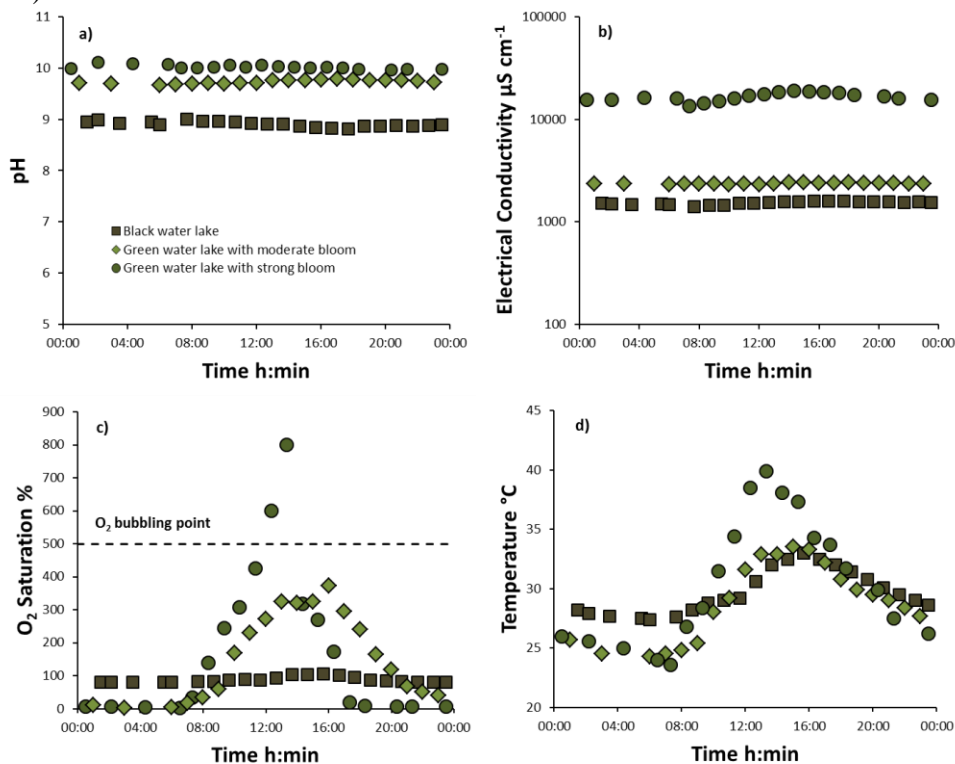 a)
11
10
9
8
7
6
5
pH
Black water lake
Green water lake with moderate bloom
Green water lake with strong bloom
00:00 04:00 08:00 12:00 16:00 20:00 00:00
Time h:min
b)
100000
10000
1000
100
Electrical Conductivity µS cm⁻¹
00:00 04:00 08:00 12:00 16:00 20:00 00:00
Time h:min
c)
900
800
700
600
500
400
300
200
100
0
O₂ Saturation %
O₂ bubbling point
00:00 04:00 08:00 12:00 16:00 20:00 00:00
Time h:min
d)
45
40
35
30
25
20
Temperature °C
00:00 04:00 08:00 12:00 16:00 20:00 00:00
Time h:min